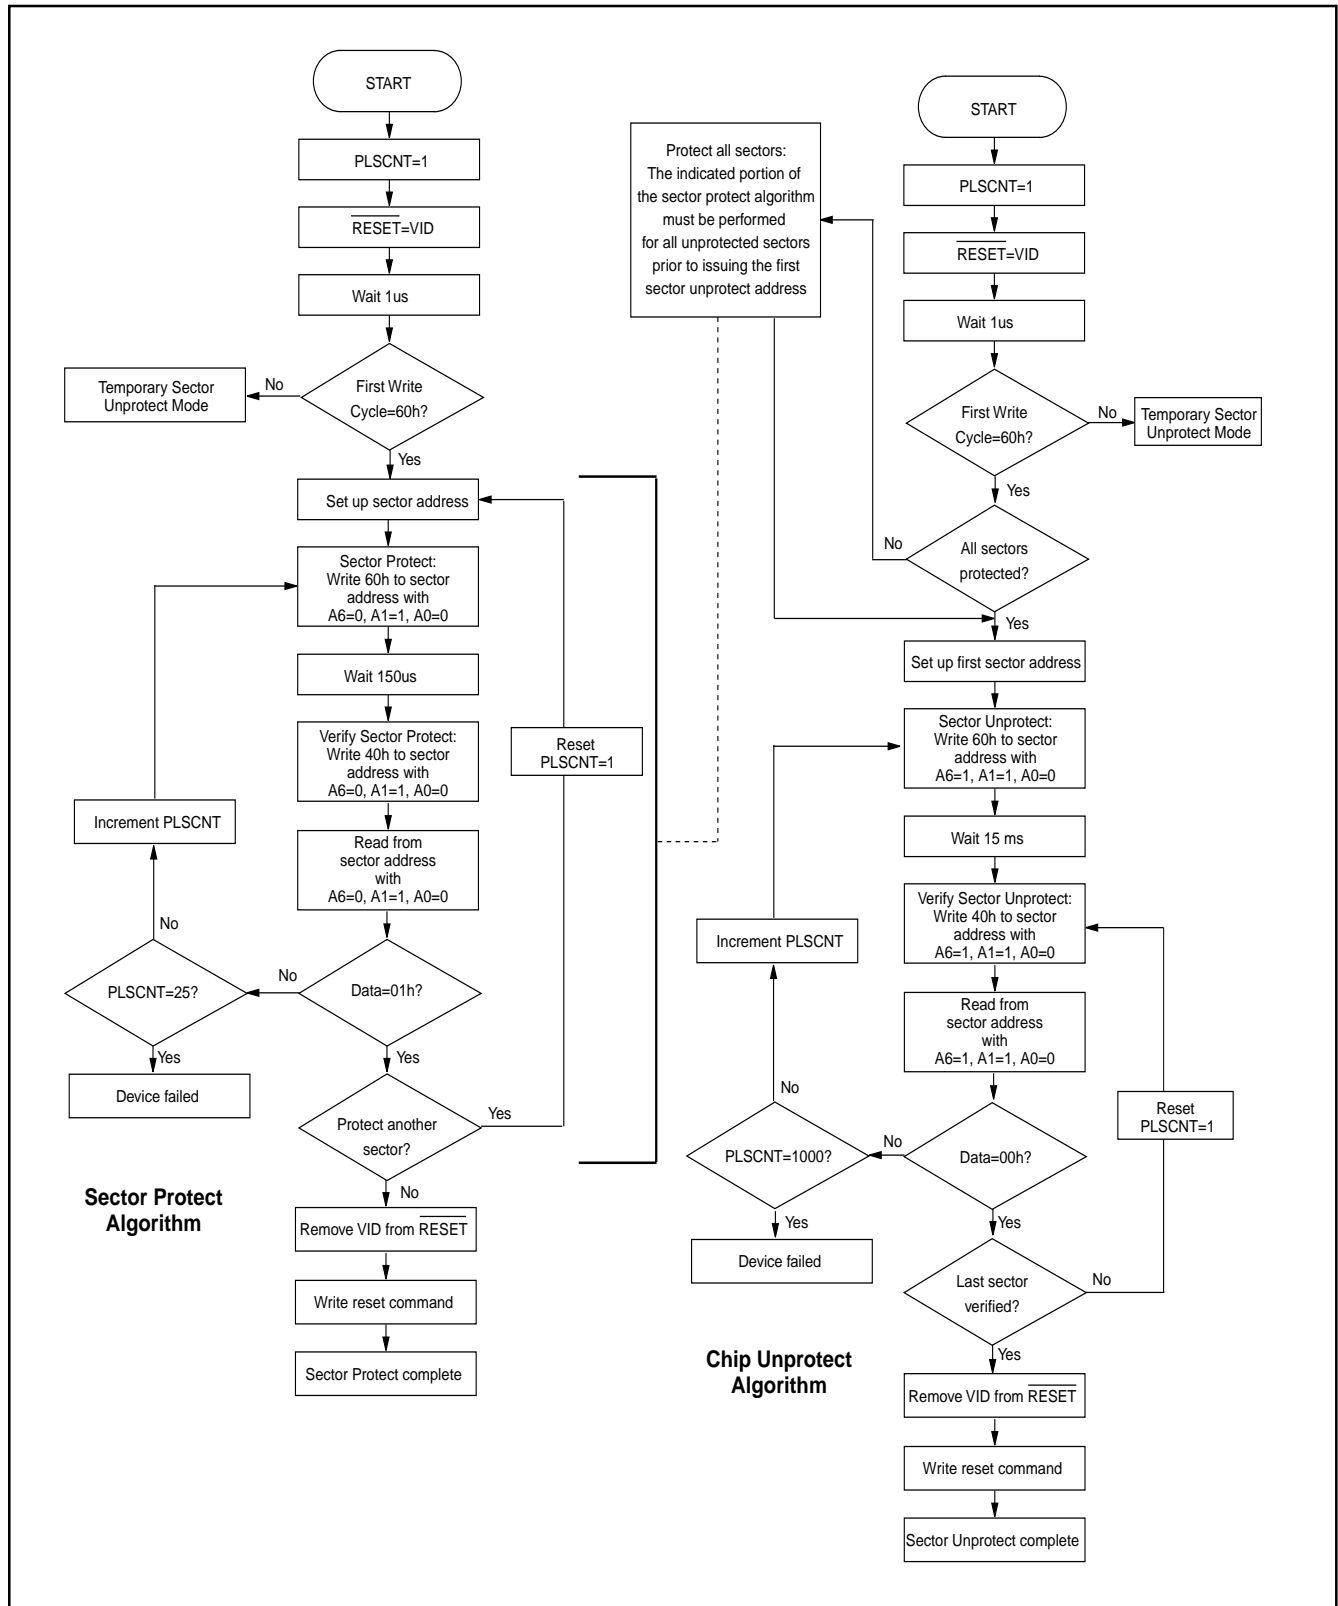 START
PLSCNT=1
RESET=VID
Wait 1us
First Write
Cycle=60h?
No
Temporary Sector
Unprotect Mode
Yes
Set up sector address
Sector Protect:
Write 60h to sector
address with
A6=0, A1=1, A0=0
Wait 150us
Verify Sector Protect:
Write 40h to sector
address with
A6=0, A1=1, A0=0
Reset
PLSCNT=1
Increment PLSCNT
Read from
sector address
with
A6=0, A1=1, A0=0
No
No
PLSCNT=25?
Data=01h?
Yes
Yes
Device failed
Protect another
sector?
Yes
No
Sector Protect
Algorithm
Remove VID from RESET
Write reset command
Sector Protect complete
Protect all sectors:
The indicated portion of
the sector protect algorithm
must be performed
for all unprotected sectors
prior to issuing the first
sector unprotect address
START
PLSCNT=1
RESET=VID
Wait 1us
First Write
Cycle=60h?
No
Temporary Sector
Unprotect Mode
Yes
No
All sectors
protected?
Yes
Set up first sector address
Sector Unprotect:
Write 60h to sector
address with
A6=1, A1=1, A0=0
Wait 15 ms
Verify Sector Unprotect:
Write 40h to sector
address with
A6=1, A1=1, A0=0
Increment PLSCNT
Read from
sector address
with
A6=1, A1=1, A0=0
No
Reset
PLSCNT=1
No
PLSCNT=1000?
Data=00h?
Yes
Yes
Device failed
Last sector
verified?
No
Yes
Chip Unprotect
Algorithm
Remove VID from RESET
Write reset command
Sector Unprotect complete